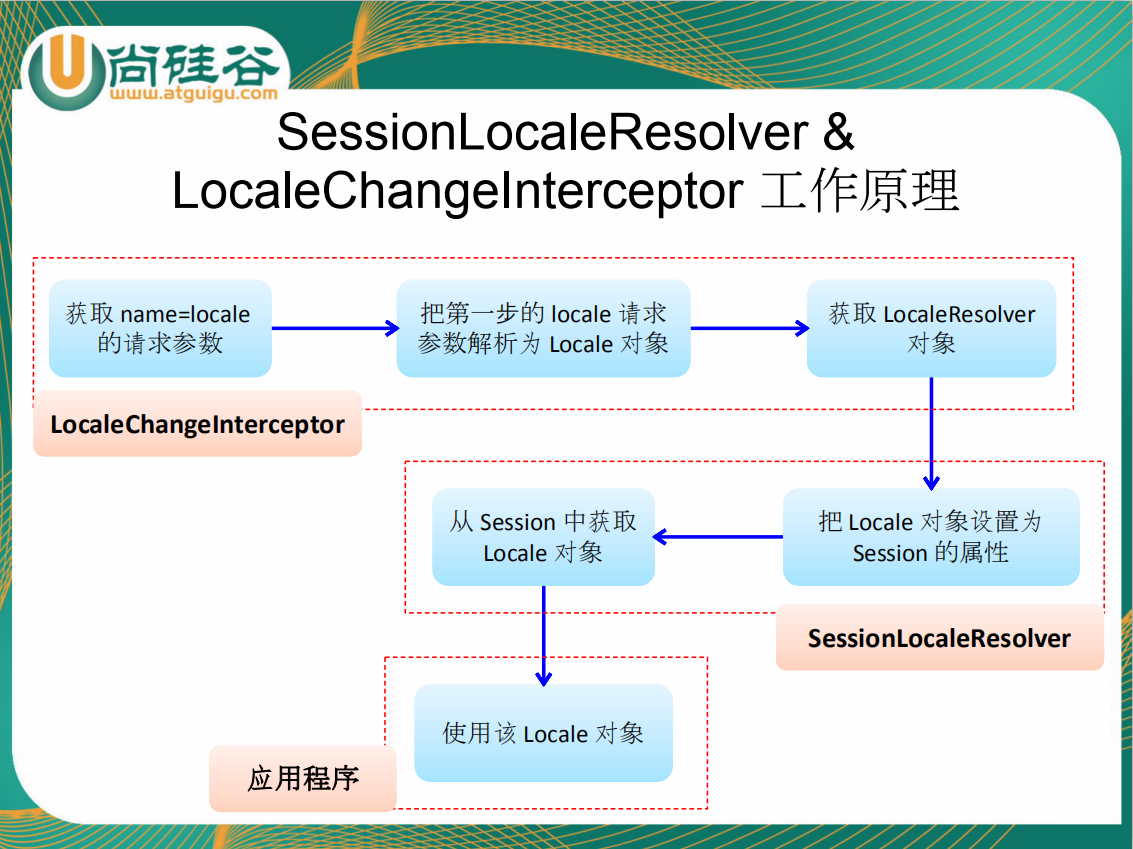 尚硅谷
www.atguigu.com
SessionLocaleResolver &
LocaleChangeInterceptor 工作原理
获取 name=locale
的请求参数
把第一步的 locale 请求
参数解析为 Locale 对象
获取 LocaleResolver
对象
LocaleChangeInterceptor
把 Locale 对象设置为
Session 的属性
从 Session 中获取
Locale 对象
SessionLocaleResolver
使用该 Locale 对象
应用程序